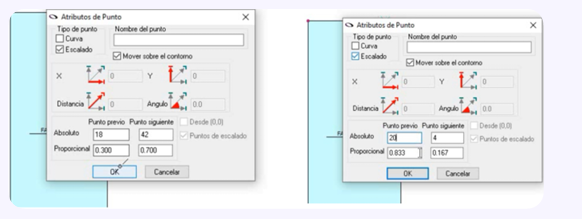 Atributos de Punto
Tipo de punto
Nombre del punto
Curva
Escalado
Mover sobre el contorno
X 0 Y 0
Distancia 0 Angulo 0.0
Punto previo Punto siguiente Desde (0,0)
Absoluto 18 42 Puntos de escalado
Proporcional 0.300 0.700
OK Cancelar
Atributos de Punto
Tipo de punto
Nombre del punto
Curva
Escalado
Mover sobre el contorno
X 0 Y 0
Distancia 0 Angulo 0.0
Punto previo Punto siguiente Desde (0,0)
Absoluto 20 4 Puntos de escalado
Proporcional 0.833 0.167
OK Cancelar